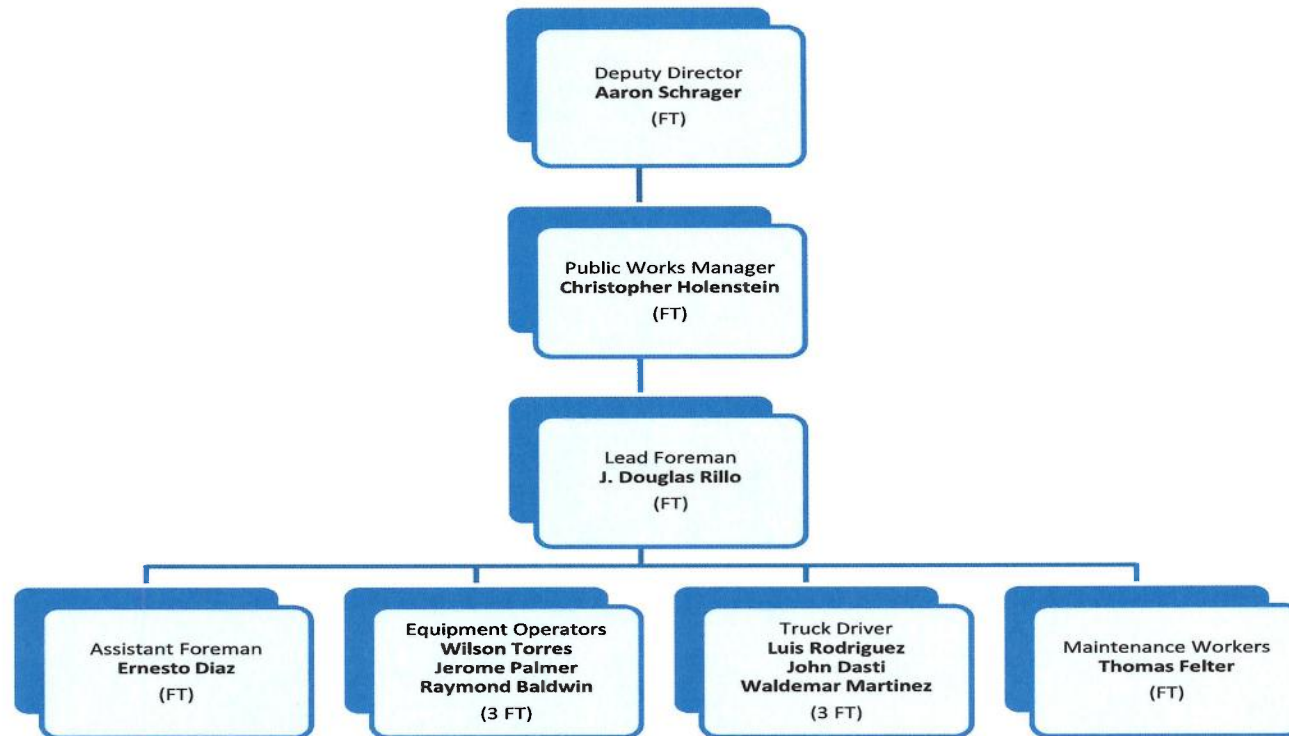 Deputy Director
Aaron Schrager
(FT)
Public Works Manager
Christopher Holenstein
(FT)
Lead Foreman
J. Douglas Rillo
(FT)
Assistant Foreman
Ernesto Diaz
(FT)
Equipment Operators
Wilson Torres
Jerome Palmer
Raymond Baldwin
(3 FT)
Truck Driver
Luis Rodriguez
John Dasti
Waldemar Martinez
(3 FT)
Maintenance Workers
Thomas Felter
(FT)